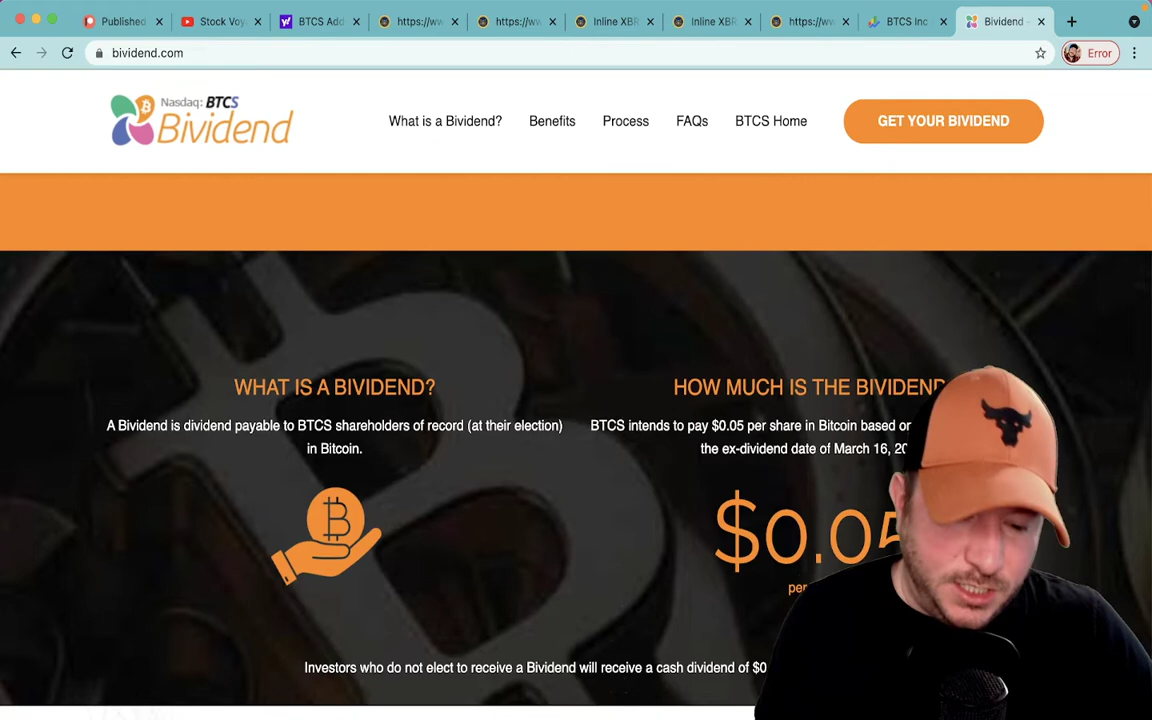 Published
Stock Voy
BTCS Add
https://ww
https://ww
Inline XBR
Inline XBR
https://ww
BTCS Inc
Bividend -
bividend.com
Error
Nasdaq: BTCS
Bividend
What is a Bividend?
Benefits
Process
FAQs
BTCS Home
GET YOUR BIVIDEND
WHAT IS A BIVIDEND?
A Bividend is dividend payable to BTCS shareholders of record (at their election)
in Bitcoin.
HOW MUCH IS THE BIVIDEND
BTCS intends to pay $0.05 per share in Bitcoin based or
the ex-dividend date of March 16, 20
$0.05
per
Investors who do not elect to receive a Bividend will receive a cash dividend of $0